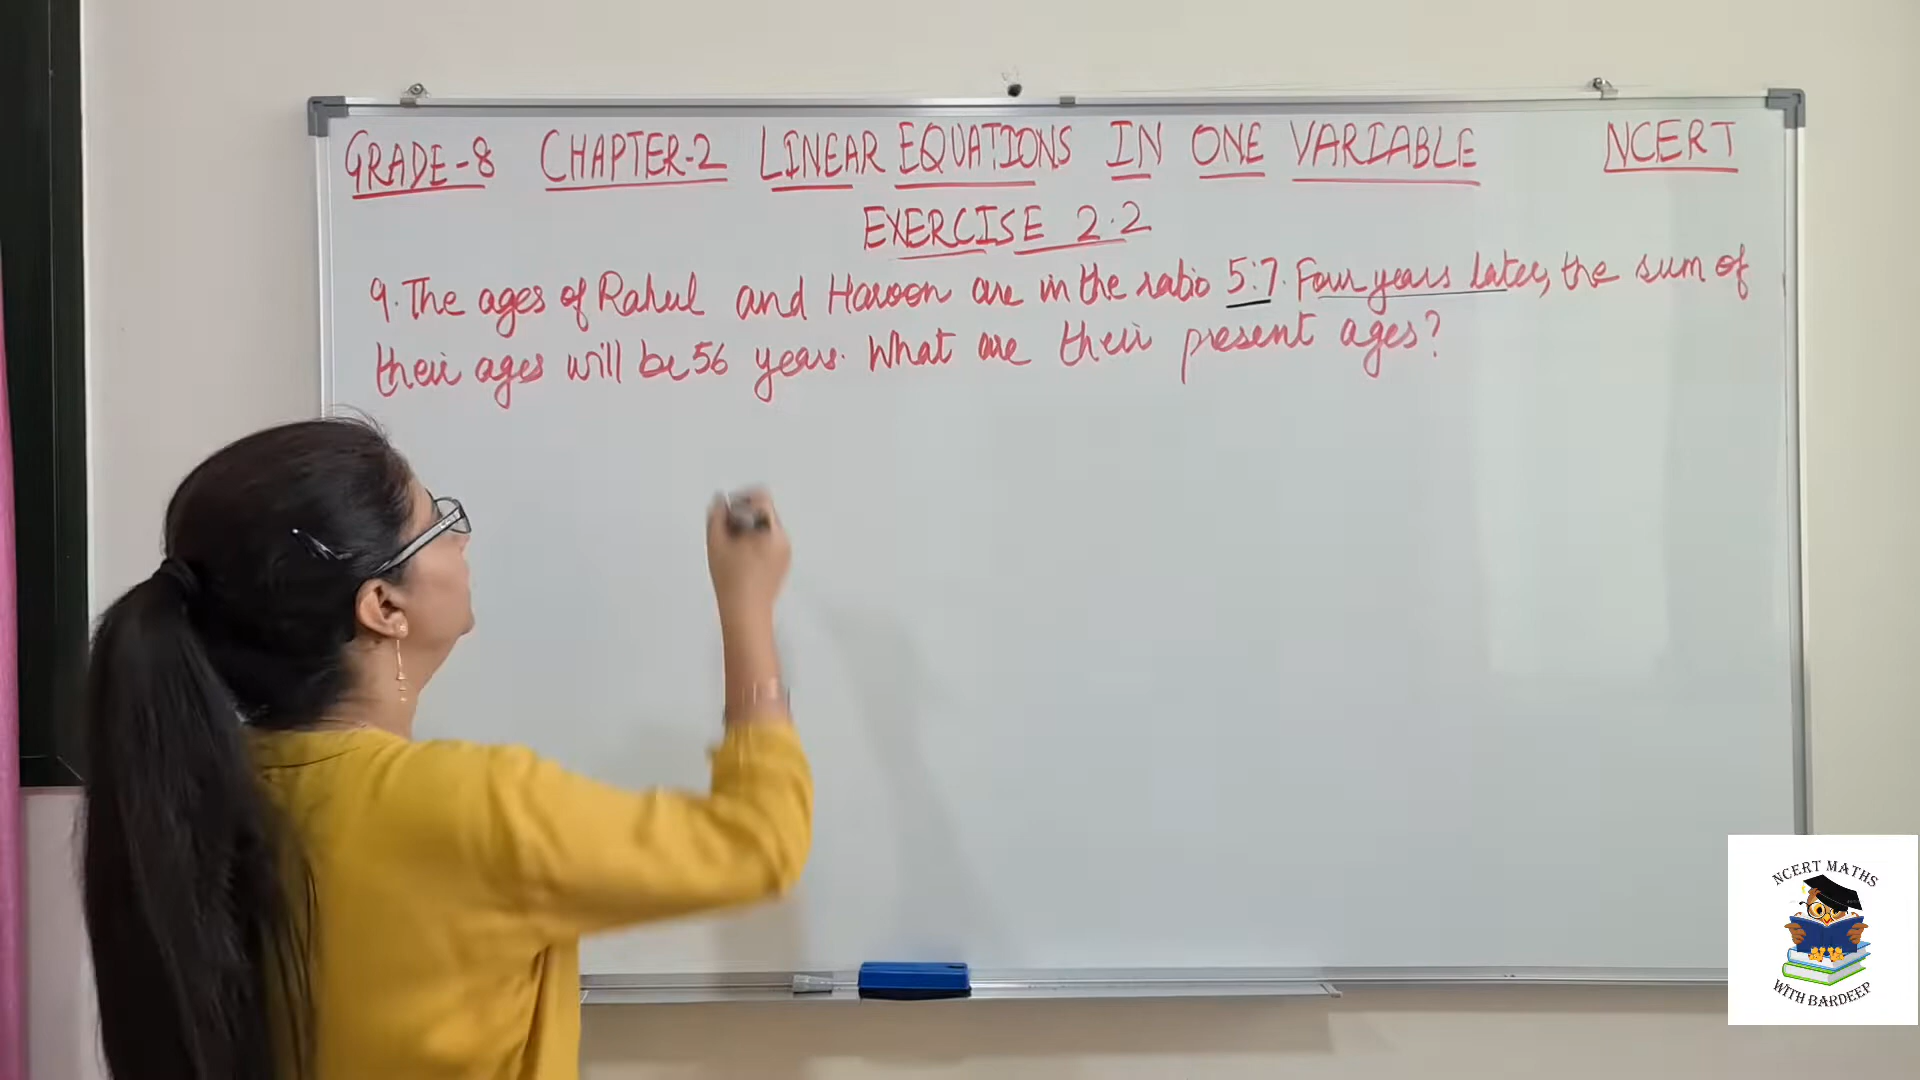 GRADE-8 CHAPTER-2 LINEAR EQUATIONS IN ONE VARIABLE NCERT
EXERCISE 2.2
9. The ages of Rahul and Haroon are in the ratio 5:7. Four years later, the sum of
their ages will be 56 years. What are their present ages?
NCERT MATHS
WITH BARDEEP